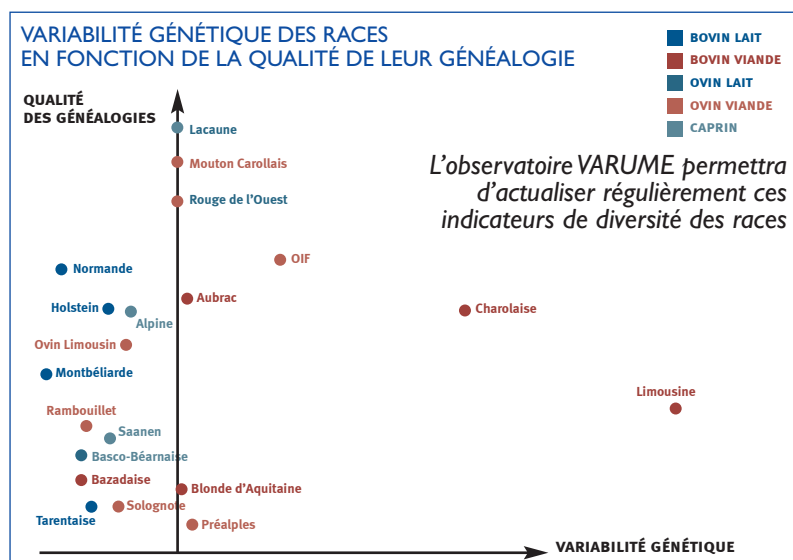 VARIABILITÉ GÉNÉTIQUE DES RACES
EN FONCTION DE LA QUALITÉ DE LEUR GÉNÉALOGIE
BOVIN LAIT
BOVIN VIANDE
OVIN LAIT
OVIN VIANDE
CAPRIN
QUALITÉ
DES GÉNÉALOGIES
L'observatoire VARUME permettra
d'actualiser régulièrement ces
indicateurs de diversité des races
Lacaune
Mouton Carollais
Rouge de l'Ouest
OIF
Normande
Aubrac
Holstein
Alpine
Charolaise
Ovin Limousin
Montbéliarde
Limousine
Rambouillet
Saanen
Basco-Béarnaise
Bazadaise
Blonde d'Aquitaine
Solognote
Tarentaise
Préalples
VARIABILITÉ GÉNÉTIQUE